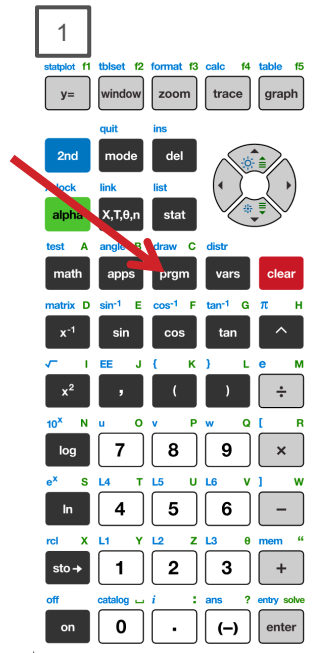 1
statplot f1 tblset f2 format f3 calc f4 table f5
y= window zoom trace graph
quit ins
2nd mode del
lock link list
alpha X,T,θ,n stat
test A angle B draw C distr
math apps prgm vars clear
matrix D sin⁻¹ E cos⁻¹ F tan⁻¹ G π H
x⁻¹ sin cos tan ^
√‾ I EE J { K } L e M
x² , ( ) ÷
10ˣ N u O v P w Q [ R
log 7 8 9 ×
eˣ S L4 T L5 U L6 V ] W
ln 4 5 6 −
rcl X L1 Y L2 Z L3 θ mem “
sto→ 1 2 3 +
off catalog ⎵ i : ans ? entry solve
on 0 . (−) enter